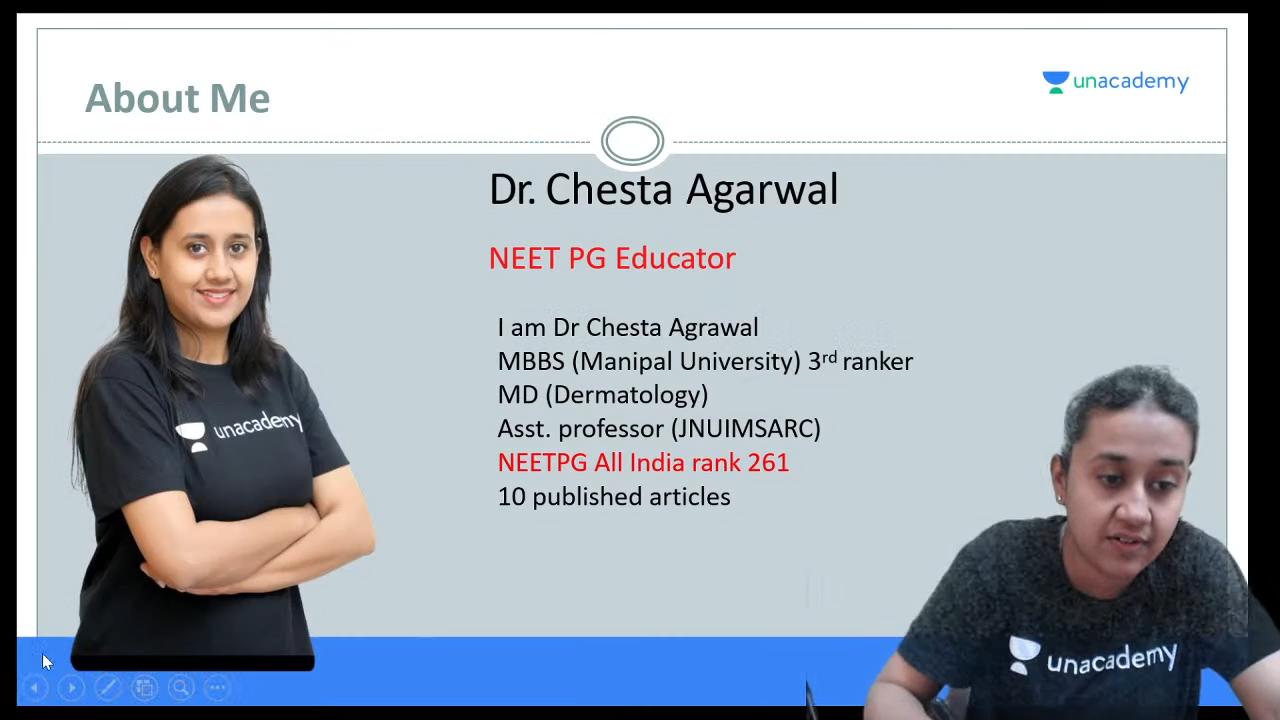 About Me
unacademy
Dr. Chesta Agarwal
NEET PG Educator
I am Dr Chesta Agrawal
MBBS (Manipal University) 3rd ranker
MD (Dermatology)
Asst. professor (JNUIMSARC)
NEETPG All India rank 261
10 published articles
unacademy
unacademy